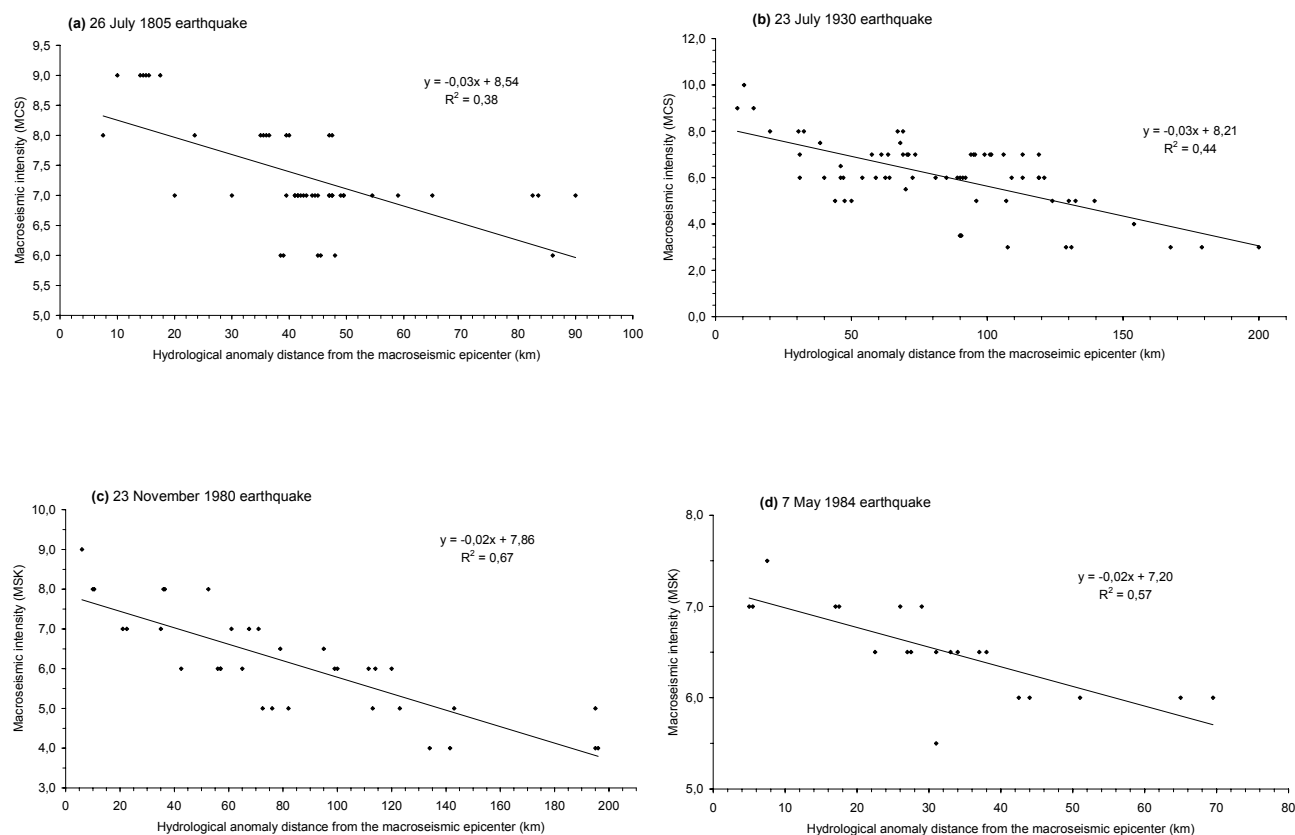 (a) 26 July 1805 earthquake
9,5
9,0
8,5
8,0
7,5
7,0
6,5
6,0
5,5
5,0
Macroseismic intensity (MCS)
y = -0,03x + 8,54
R² = 0,38
0 10 20 30 40 50 60 70 80 90 100
Hydrological anomaly distance from the macroseismic epicenter (km)
(b) 23 July 1930 earthquake
12,0
10,0
8,0
6,0
4,0
2,0
0,0
Macroseismic intensity (MCS)
y = -0,03x + 8,21
R² = 0,44
0 50 100 150 200
Hydrological anomaly distance from the macroseismic epicenter (km)
(c) 23 November 1980 earthquake
10,0
9,0
8,0
7,0
6,0
5,0
4,0
3,0
Macroseismic intensity (MSK)
y = -0,02x + 7,86
R² = 0,67
0 20 40 60 80 100 120 140 160 180 200
Hydrological anomaly distance from the macroseismic epicenter (km)
(d) 7 May 1984 earthquake
8,0
7,0
6,0
5,0
Macroseismic intensity (MSK)
y = -0,02x + 7,20
R² = 0,57
0 10 20 30 40 50 60 70 80
Hydrological anomaly distance from the macroseismic epicenter (km)